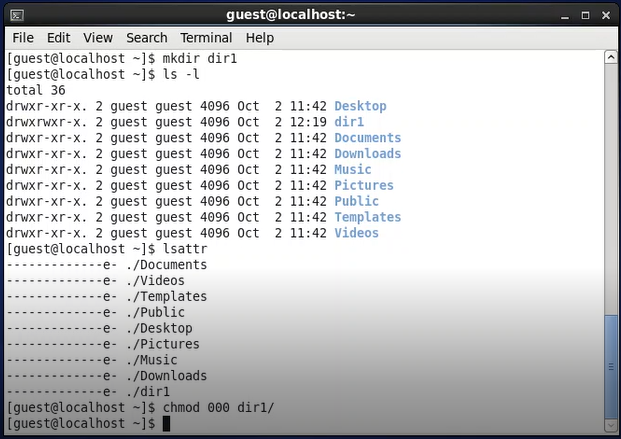 guest@localhost:~
File Edit View Search Terminal Help
[guest@localhost ~]$ mkdir dir1
[guest@localhost ~]$ ls -l
total 36
drwxr-xr-x. 2 guest guest 4096 Oct  2 11:42 Desktop
drwxrwxr-x. 2 guest guest 4096 Oct  2 12:19 dir1
drwxr-xr-x. 2 guest guest 4096 Oct  2 11:42 Documents
drwxr-xr-x. 2 guest guest 4096 Oct  2 11:42 Downloads
drwxr-xr-x. 2 guest guest 4096 Oct  2 11:42 Music
drwxr-xr-x. 2 guest guest 4096 Oct  2 11:42 Pictures
drwxr-xr-x. 2 guest guest 4096 Oct  2 11:42 Public
drwxr-xr-x. 2 guest guest 4096 Oct  2 11:42 Templates
drwxr-xr-x. 2 guest guest 4096 Oct  2 11:42 Videos
[guest@localhost ~]$ lsattr
-------------e- ./Documents
-------------e- ./Videos
-------------e- ./Templates
-------------e- ./Public
-------------e- ./Desktop
-------------e- ./Pictures
-------------e- ./Music
-------------e- ./Downloads
-------------e- ./dir1
[guest@localhost ~]$ chmod 000 dir1/
[guest@localhost ~]$